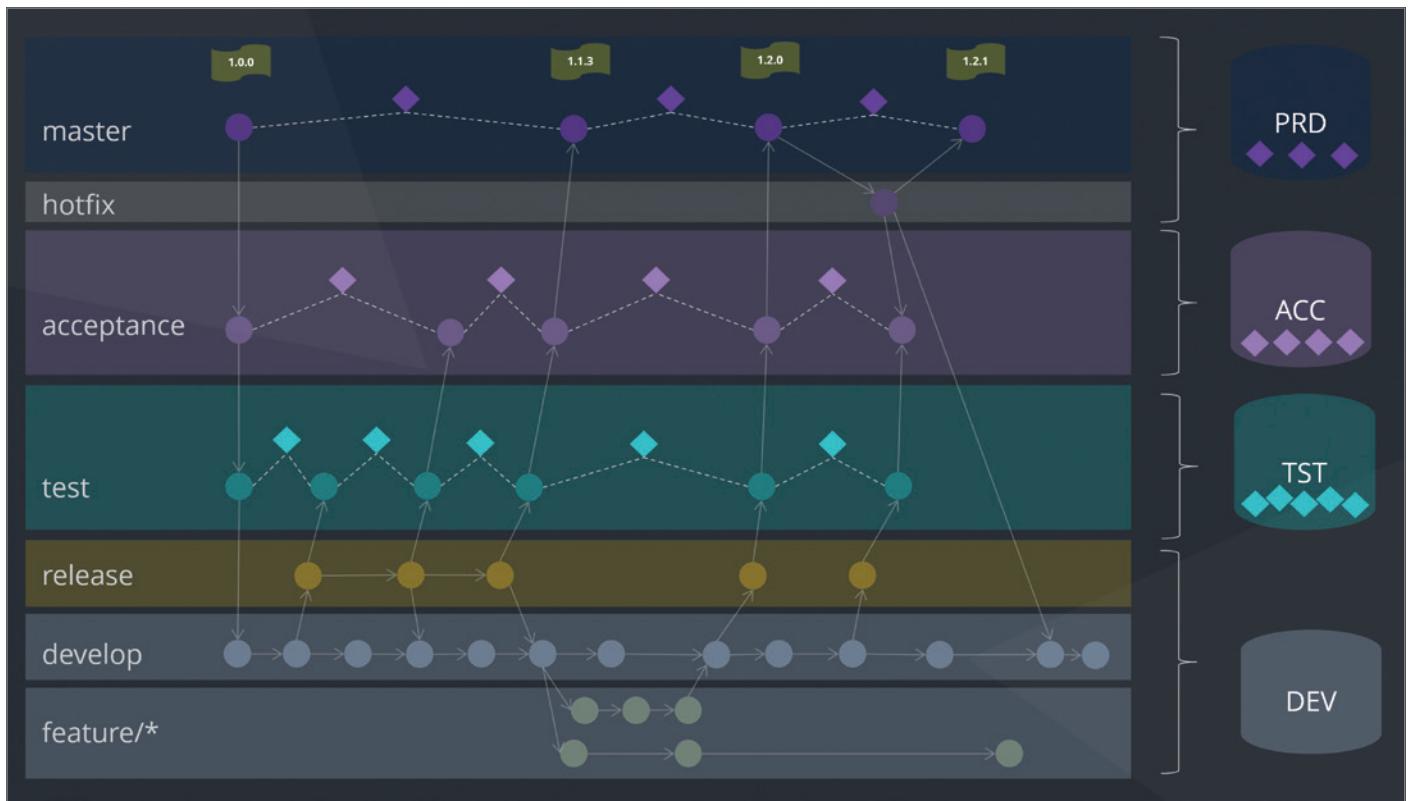 1.0.0
1.1.3
1.2.0
1.2.1
master
PRD
hotfix
acceptance
ACC
test
TST
release
develop
DEV
feature/*